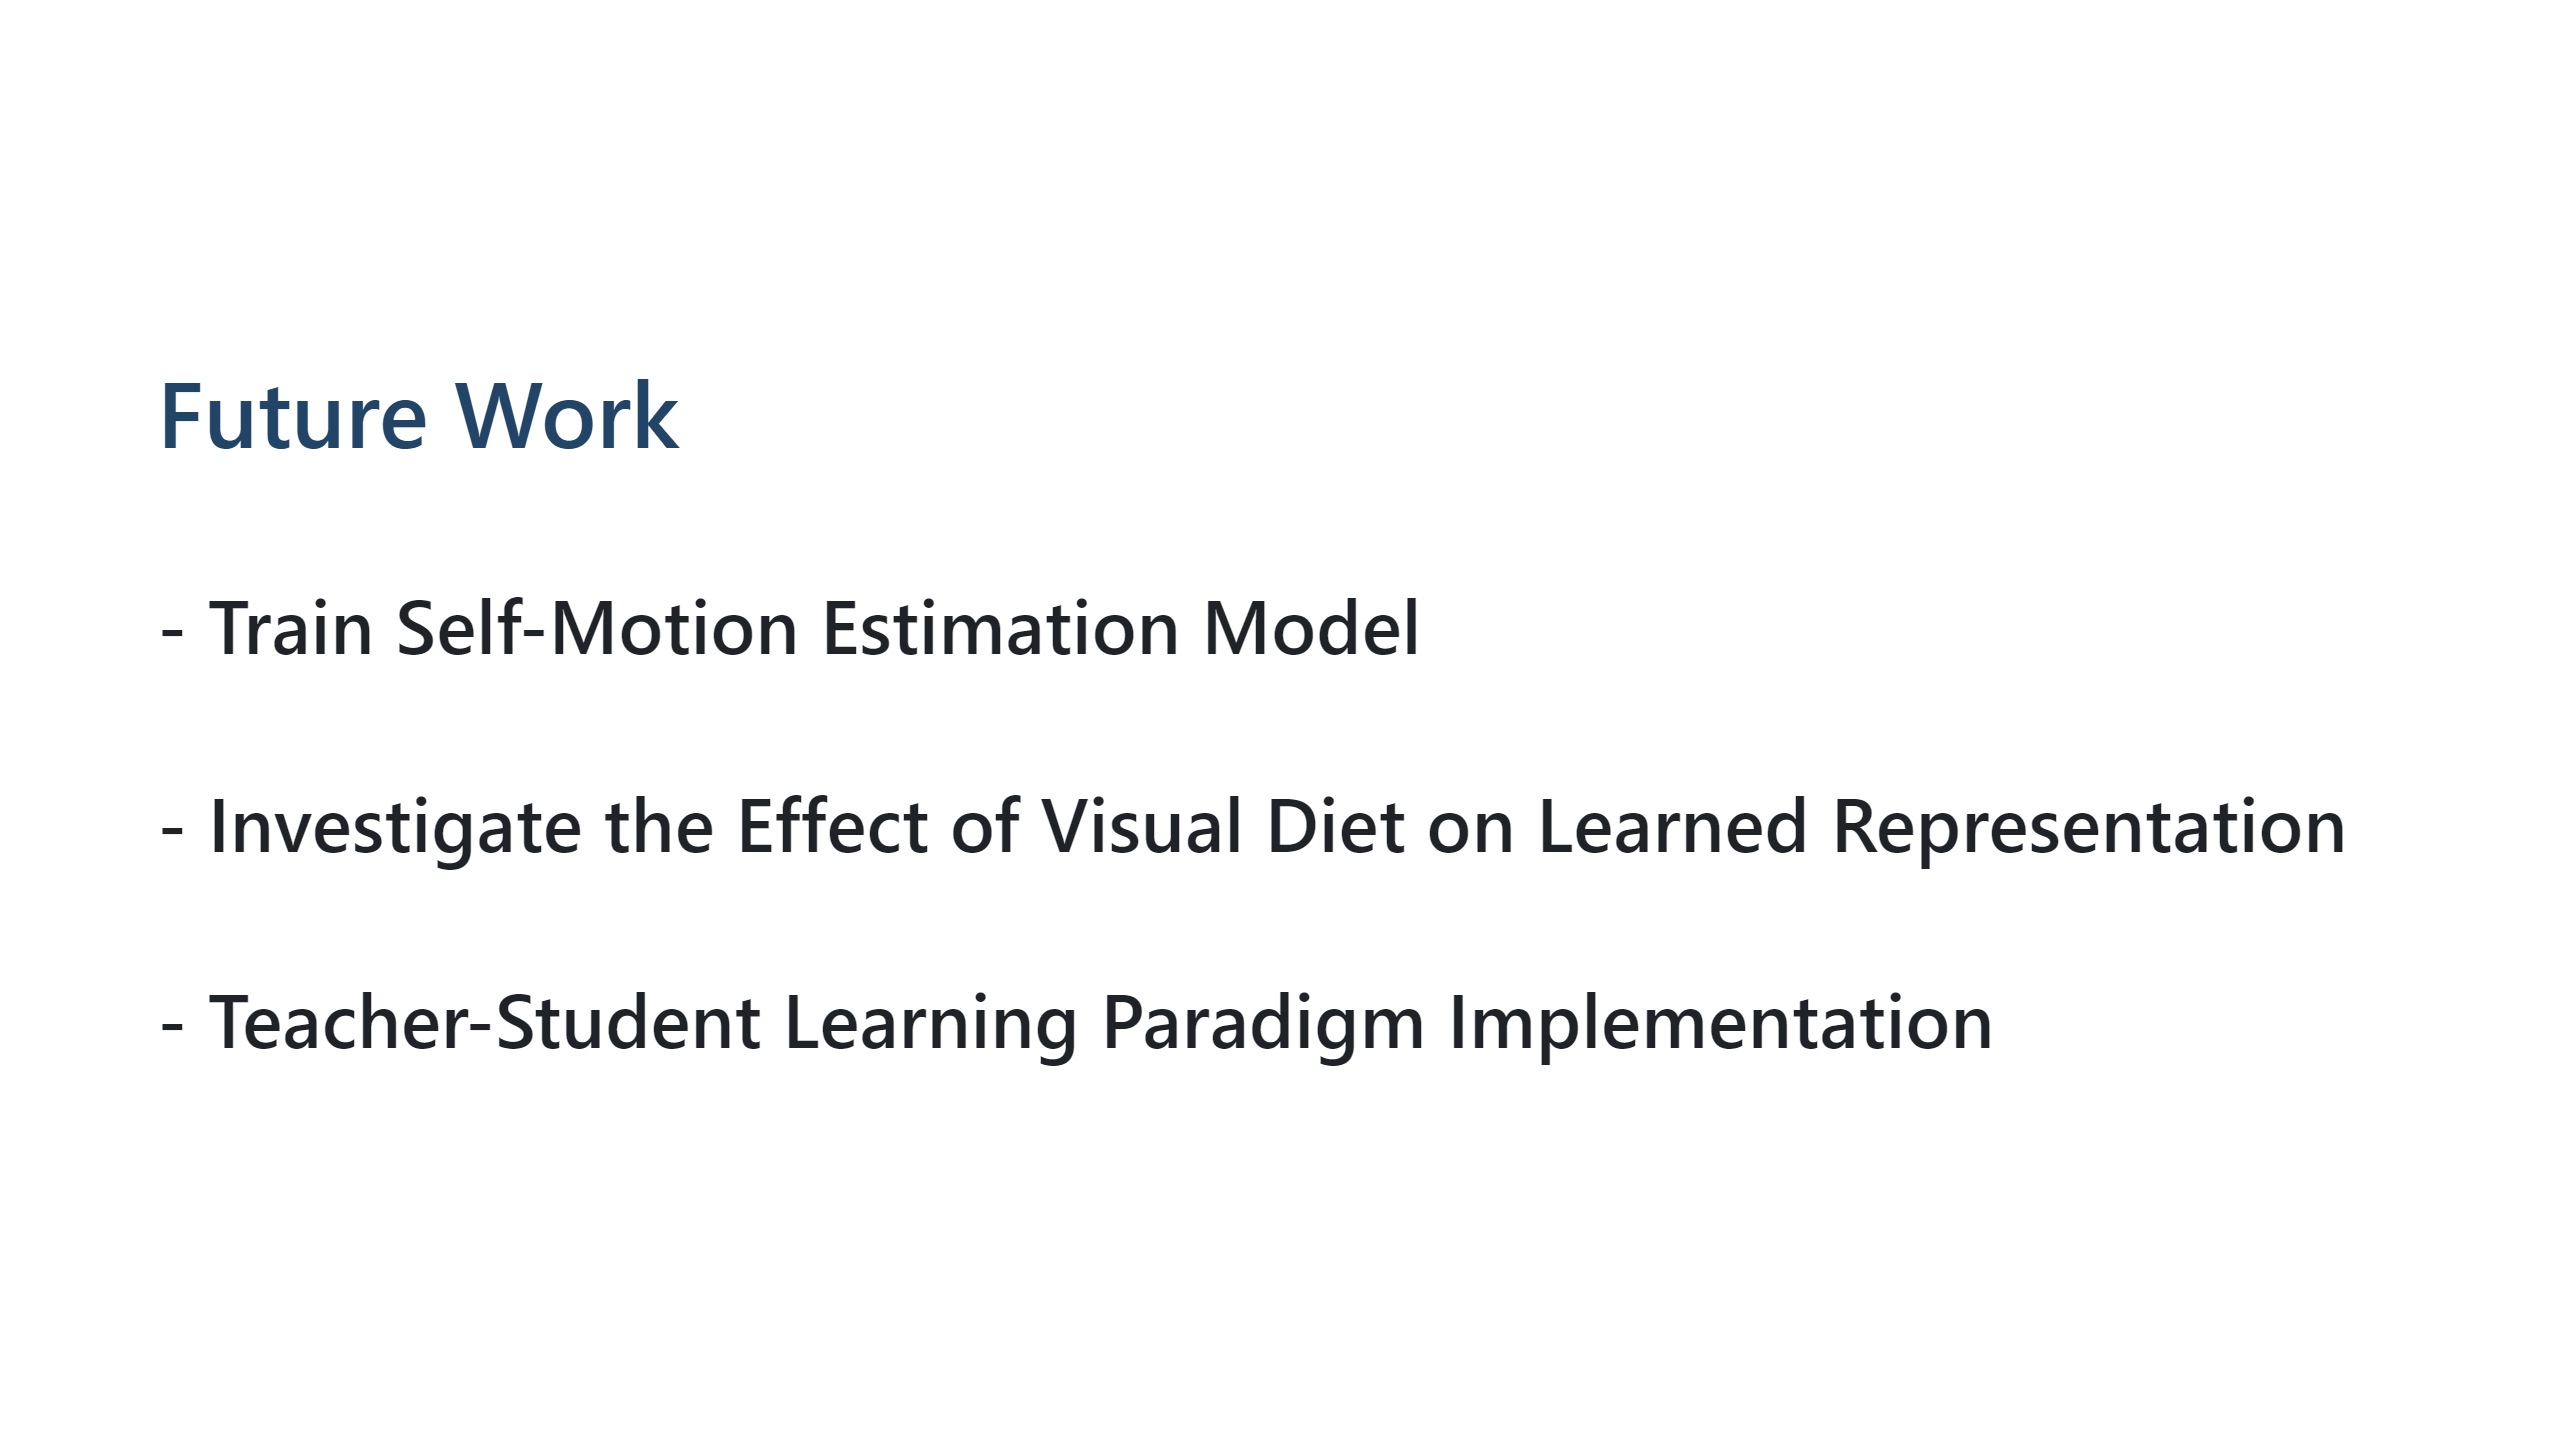 Future Work
- Train Self-Motion Estimation Model
- Investigate the Effect of Visual Diet on Learned Representation
- Teacher-Student Learning Paradigm Implementation